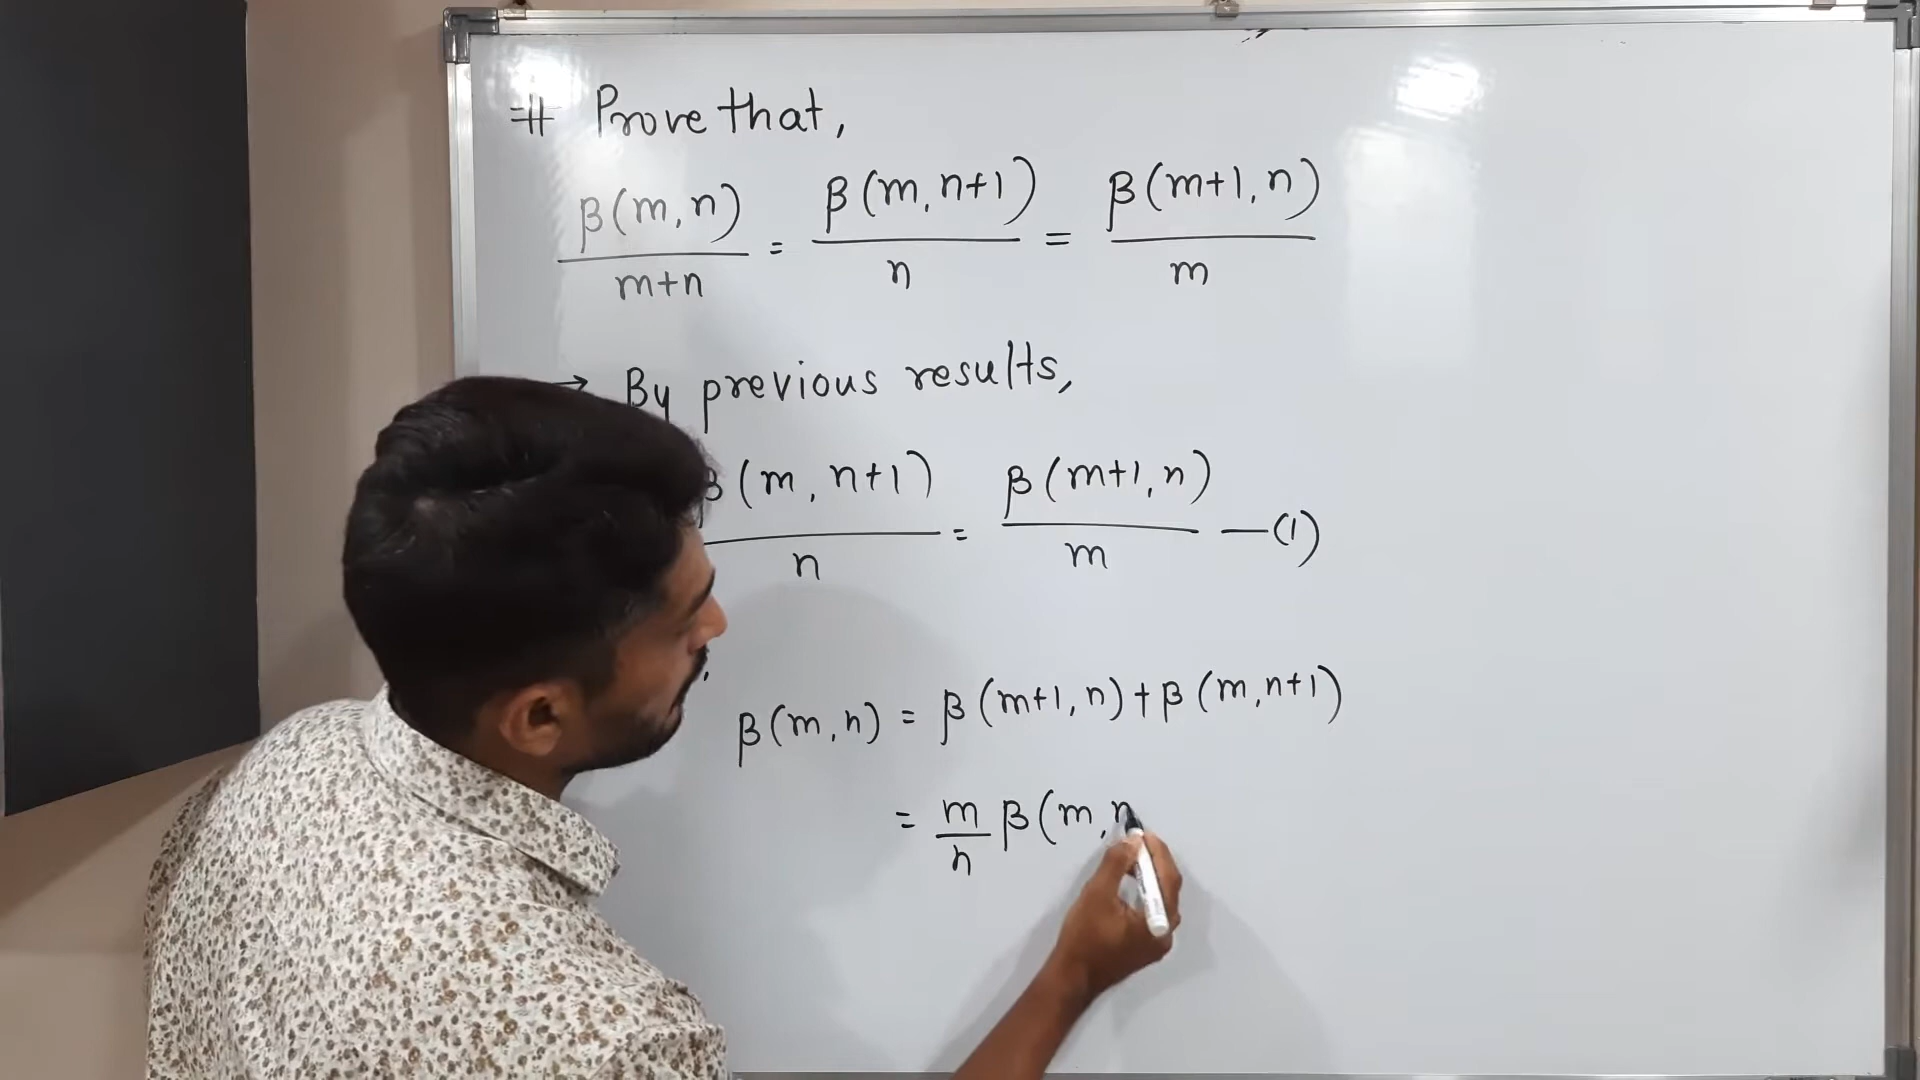 # Prove that,
β(m,n)/m+n = β(m,n+1)/n = β(m+1,n)/m
→ By previous results,
β(m,n+1)/n = β(m+1,n)/m —(1)
β(m,n) = β(m+1,n)+β(m,n+1)
= m/n β(m,n